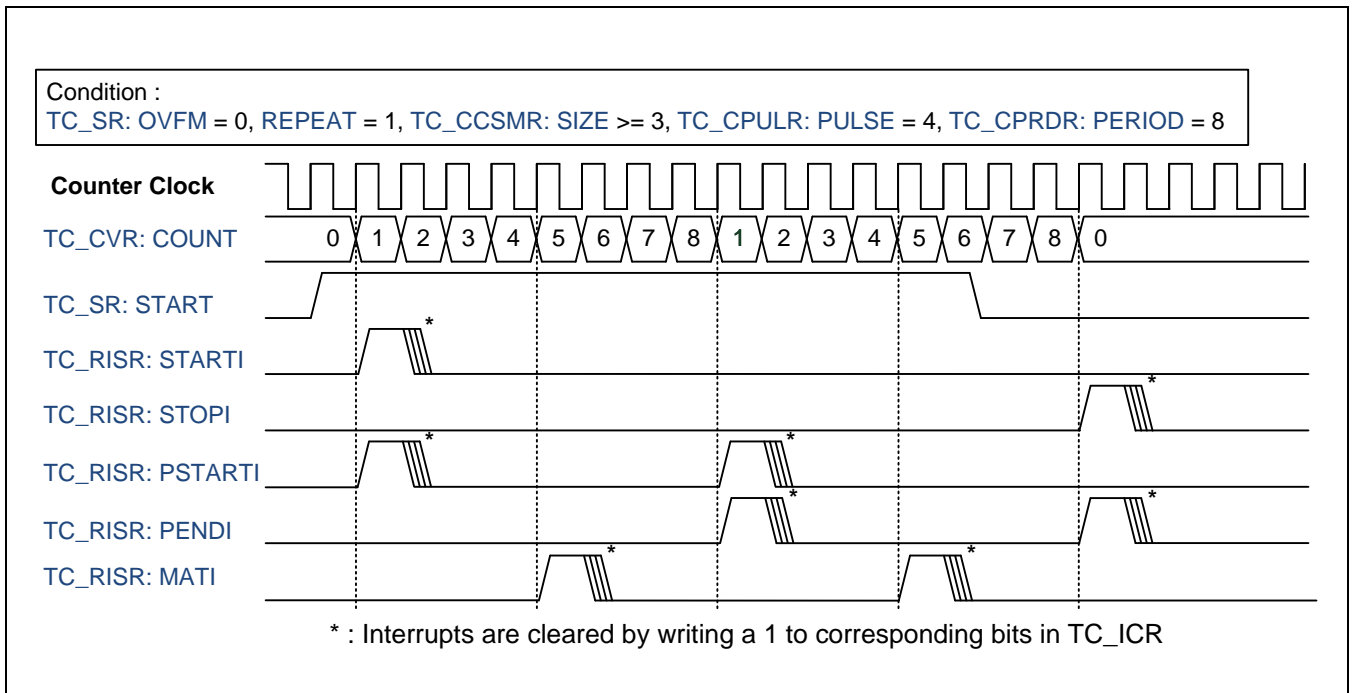 Condition :
TC_SR: OVFM = 0, REPEAT = 1, TC_CCSMR: SIZE >= 3, TC_CPULR: PULSE = 4, TC_CPRDR: PERIOD = 8
Counter Clock
TC_CVR: COUNT 0 1 2 3 4 5 6 7 8 1 2 3 4 5 6 7 8 0
TC_SR: START
*
TC_RISR: STARTI
*
TC_RISR: STOPI
* *
TC_RISR: PSTARTI
* *
TC_RISR: PENDI
* *
TC_RISR: MATI
* : Interrupts are cleared by writing a 1 to corresponding bits in TC_ICR